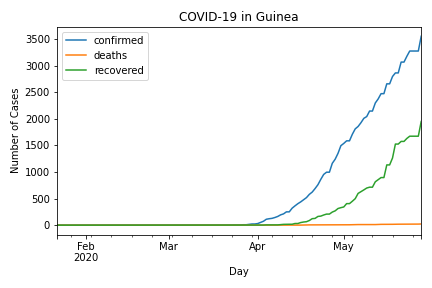 COVID-19 in Guinea
confirmed
deaths
recovered
Number of Cases
3500
3000
2500
2000
1500
1000
500
0
Feb
2020
Mar
Apr
May
Day